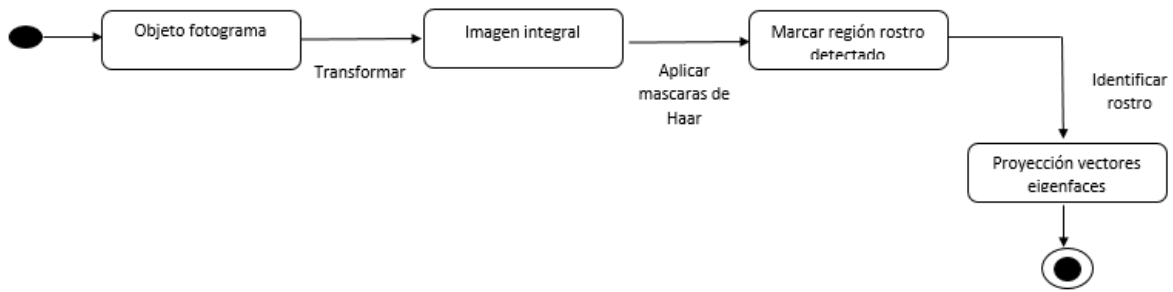 Objeto fotograma
Transformar
Imagen integral
Aplicar
mascaras de
Haar
Marcar región rostro
detectado
Identificar
rostro
Proyección vectores
eigenfaces